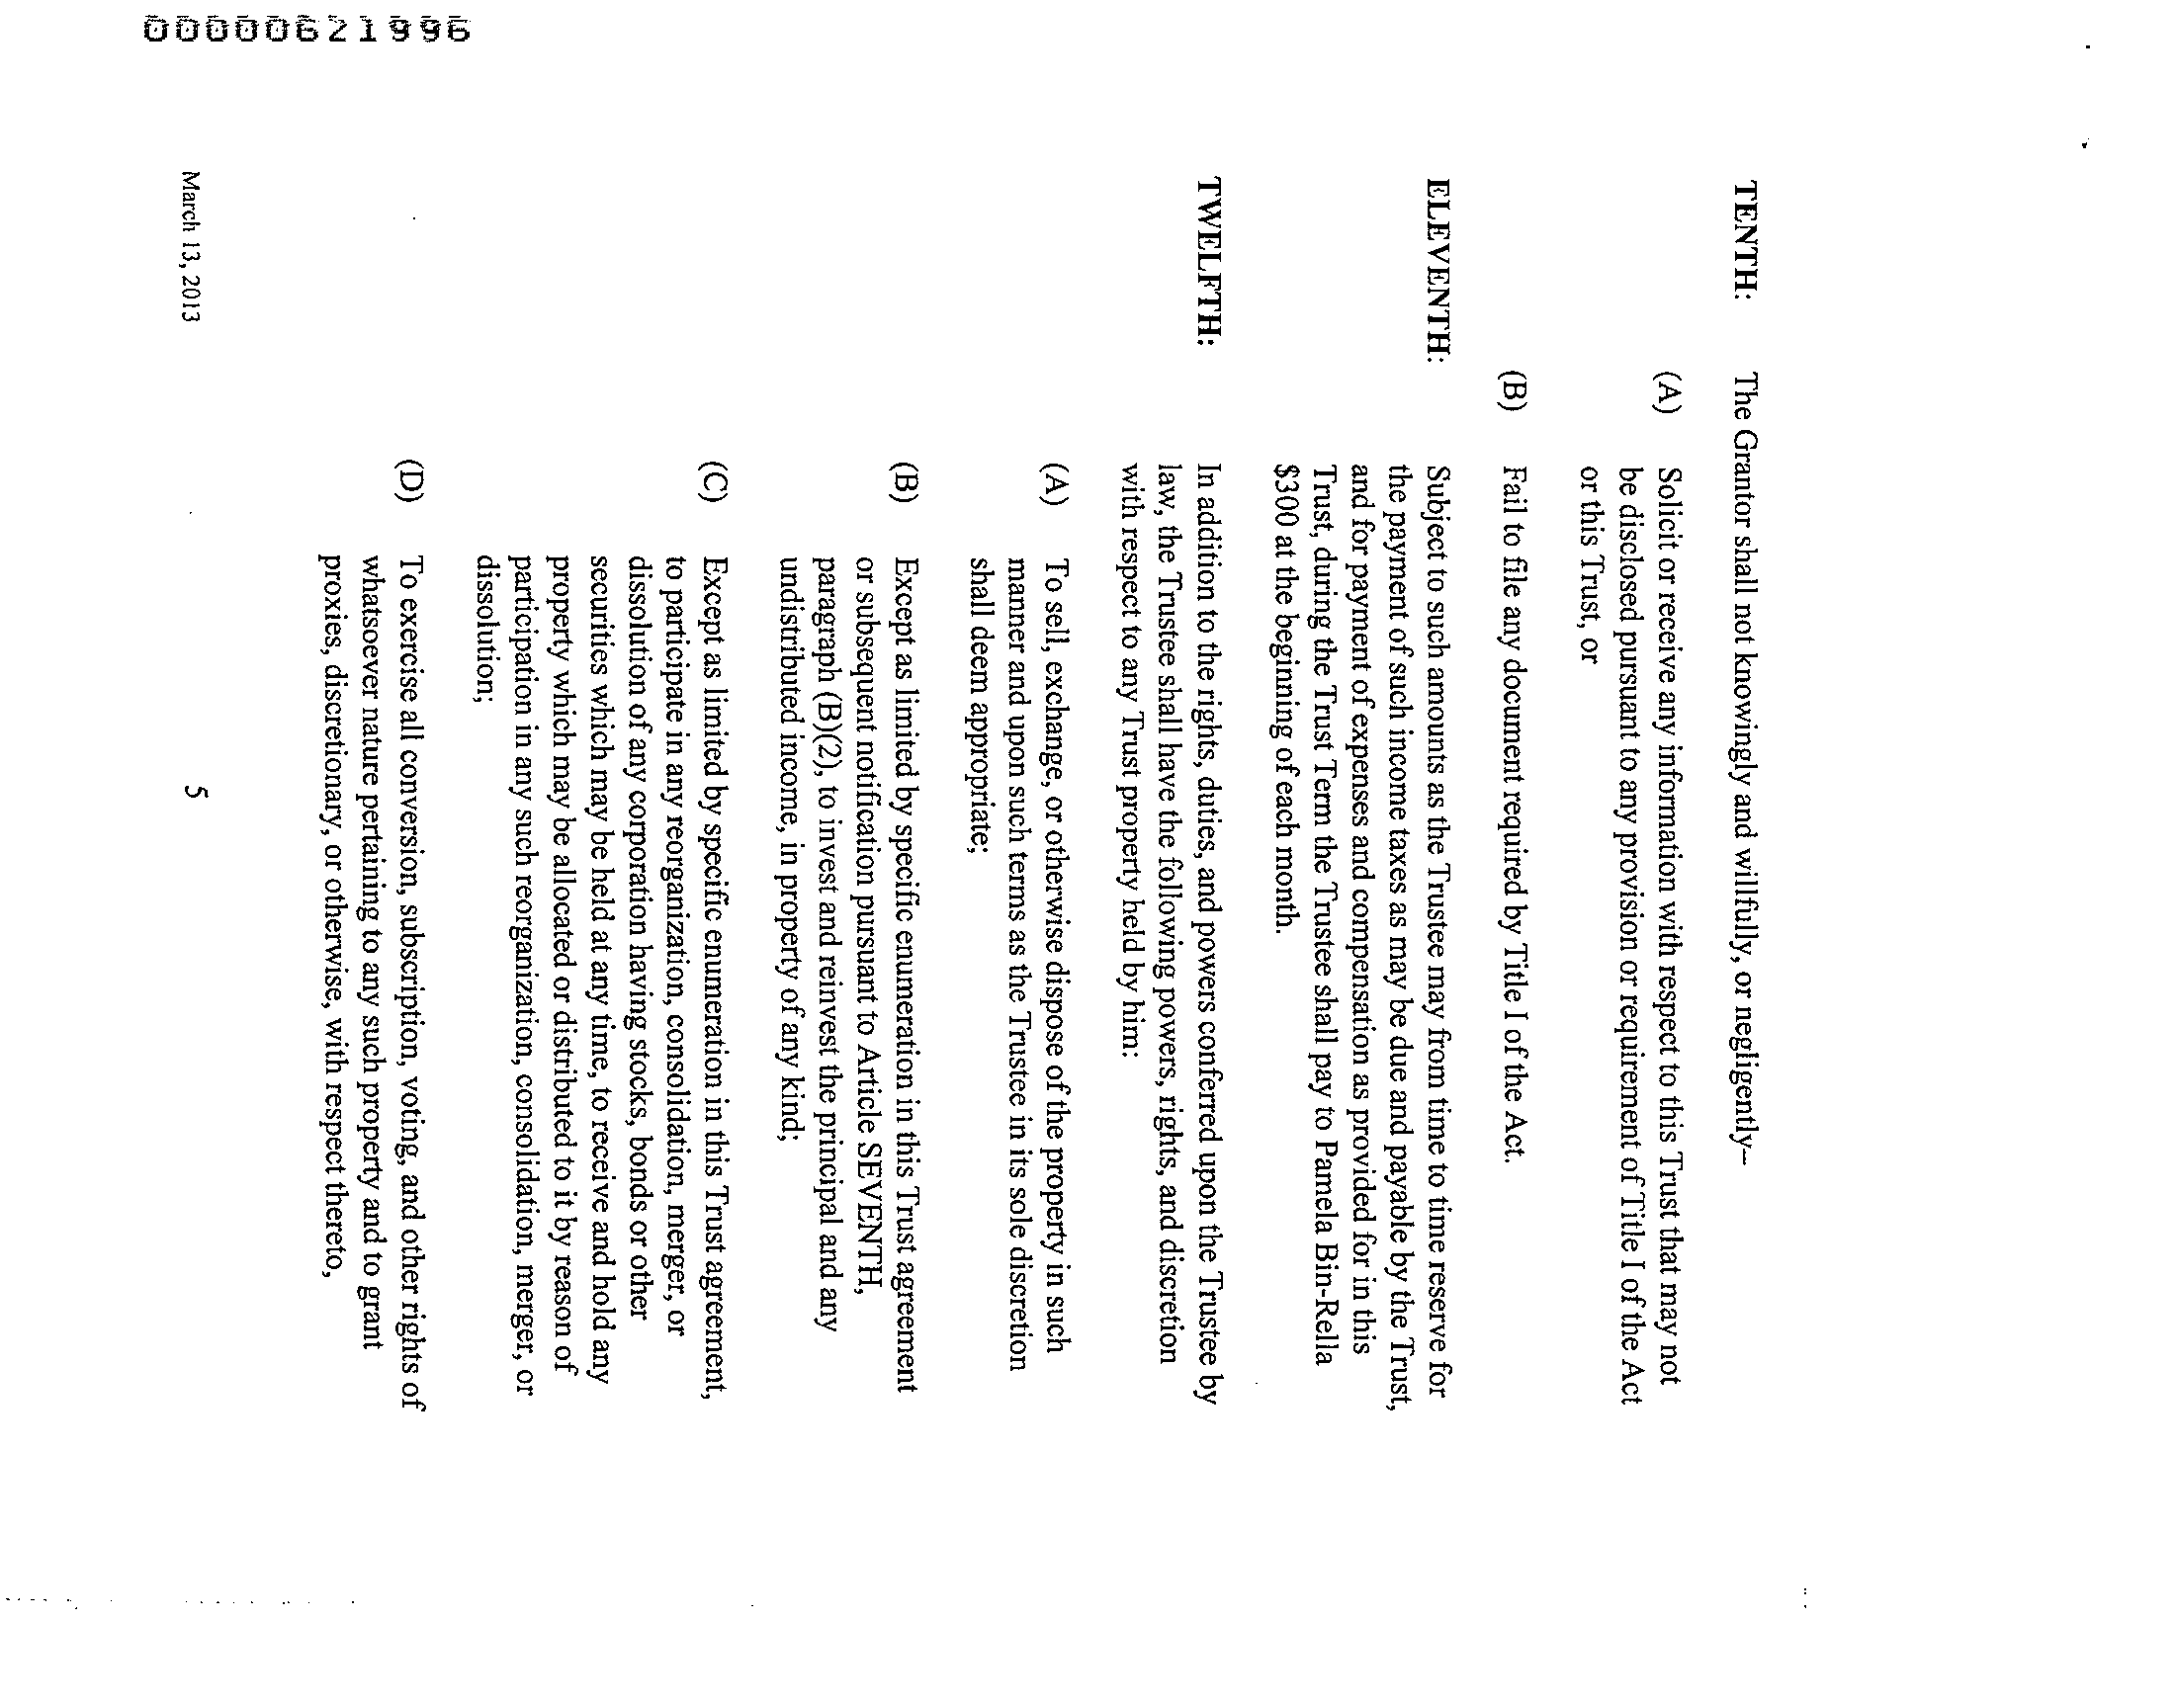 00000621996
TENTH: The Grantor shall not knowingly and willfully, or negligently--
(A) Solicit or receive any information with respect to this Trust that may not
be disclosed pursuant to any provision or requirement of Title I of the Act
or this Trust, or
(B) Fail to file any document required by Title I of the Act.
ELEVENTH: Subject to such amounts as the Trustee may from time to time reserve for
the payment of such income taxes as may be due and payable by the Trust,
and for payment of expenses and compensation as provided for in this
Trust, during the Trust Term the Trustee shall pay to Pamela Bin-Rella
$300 at the beginning of each month.
TWELFTH: In addition to the rights, duties, and powers conferred upon the Trustee by
law, the Trustee shall have the following powers, rights, and discretion
with respect to any Trust property held by him:
(A) To sell, exchange, or otherwise dispose of the property in such
manner and upon such terms as the Trustee in its sole discretion
shall deem appropriate;
(B) Except as limited by specific enumeration in this Trust agreement
or subsequent notification pursuant to Article SEVENTH,
paragraph (B)(2), to invest and reinvest the principal and any
undistributed income, in property of any kind;
(C) Except as limited by specific enumeration in this Trust agreement,
to participate in any reorganization, consolidation, merger, or
dissolution of any corporation having stocks, bonds or other
securities which may be held at any time, to receive and hold any
property which may be allocated or distributed to it by reason of
participation in any such reorganization, consolidation, merger, or
dissolution;
(D) To exercise all conversion, subscription, voting, and other rights of
whatsoever nature pertaining to any such property and to grant
proxies, discretionary, or otherwise, with respect thereto,
March 13, 2013 5